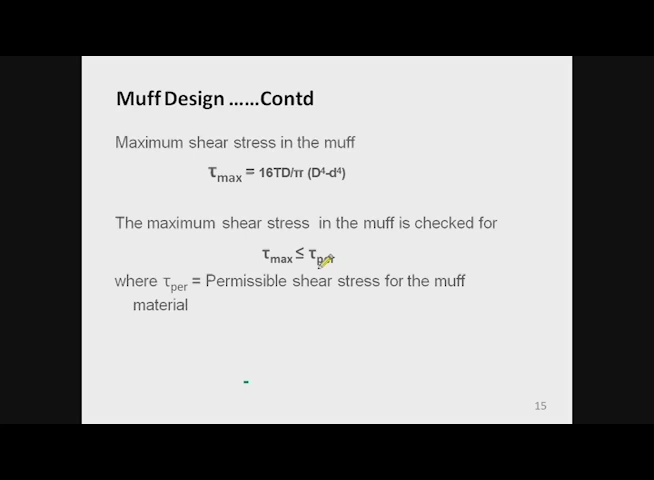 Muff Design ......Contd
Maximum shear stress in the muff
τmax = 16TD/π (D⁴-d⁴)
The maximum shear stress in the muff is checked for
τmax ≤ τper
where τper = Permissible shear stress for the muff
material
15